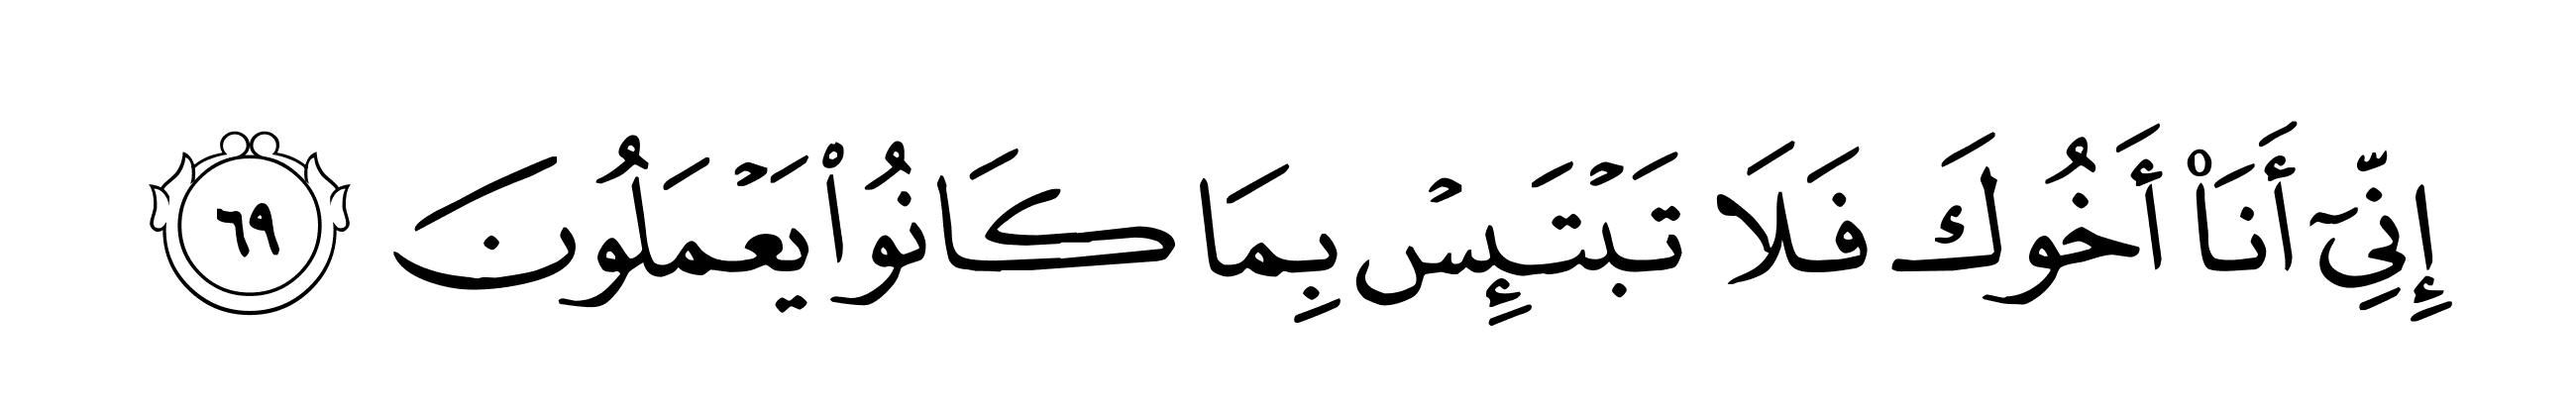 إِنِّيٓ أَنَا۠ أَخُوكَ فَلَا تَبۡتَئِسۡ بِمَا كَانُواْ يَعۡمَلُونَ ٦٩